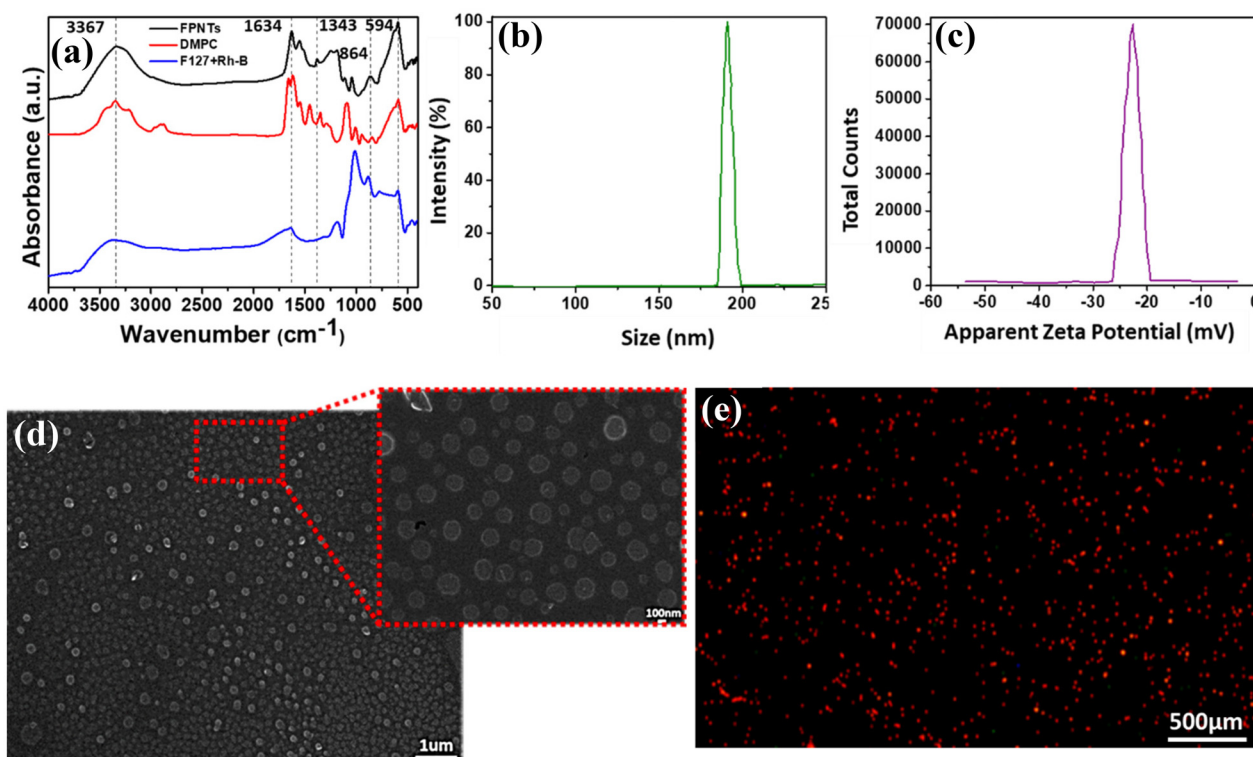 (a)
3367
1634
1343
594
864
FPNTs
DMPC
F127+Rh-B
Absorbance (a.u.)
4000 3500 3000 2500 2000 1500 1000 500
Wavenumber (cm-1)
(b)
100
80
60
40
20
0
Intensity (%)
50 100 150 200 25
Size (nm)
(c)
70000
60000
50000
40000
30000
20000
10000
0
Total Counts
-60 -50 -40 -30 -20 -10 0
Apparent Zeta Potential (mV)
(d)
100nm
1um
(e)
500μm